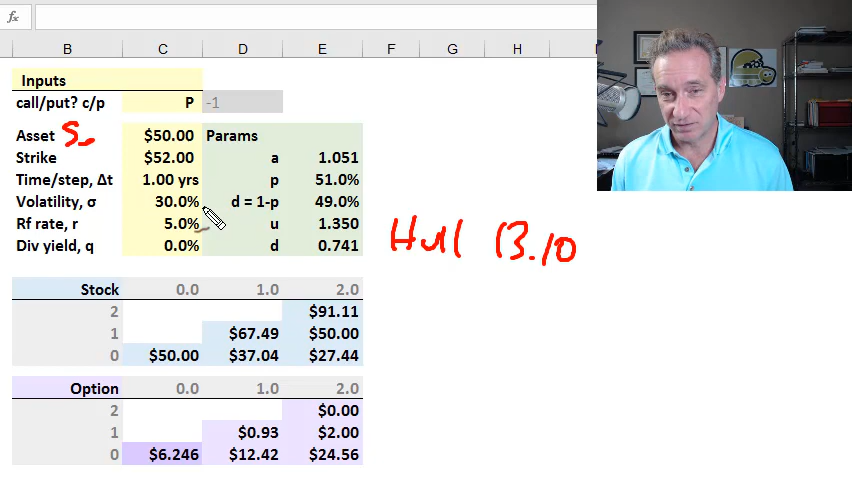 fx
B C D E F G H
Inputs
call/put? c/p P -1
Asset So $50.00 Params
Strike $52.00 a 1.051
Time/step, Δt 1.00 yrs p 51.0%
Volatility, σ 30.0% d = 1-p 49.0%
Rf rate, r 5.0% u 1.350
Div yield, q 0.0% d 0.741
Hull 13.10
Stock 0.0 1.0 2.0
2 $91.11
1 $67.49 $50.00
0 $50.00 $37.04 $27.44
Option 0.0 1.0 2.0
2 $0.00
1 $0.93 $2.00
0 $6.246 $12.42 $24.56